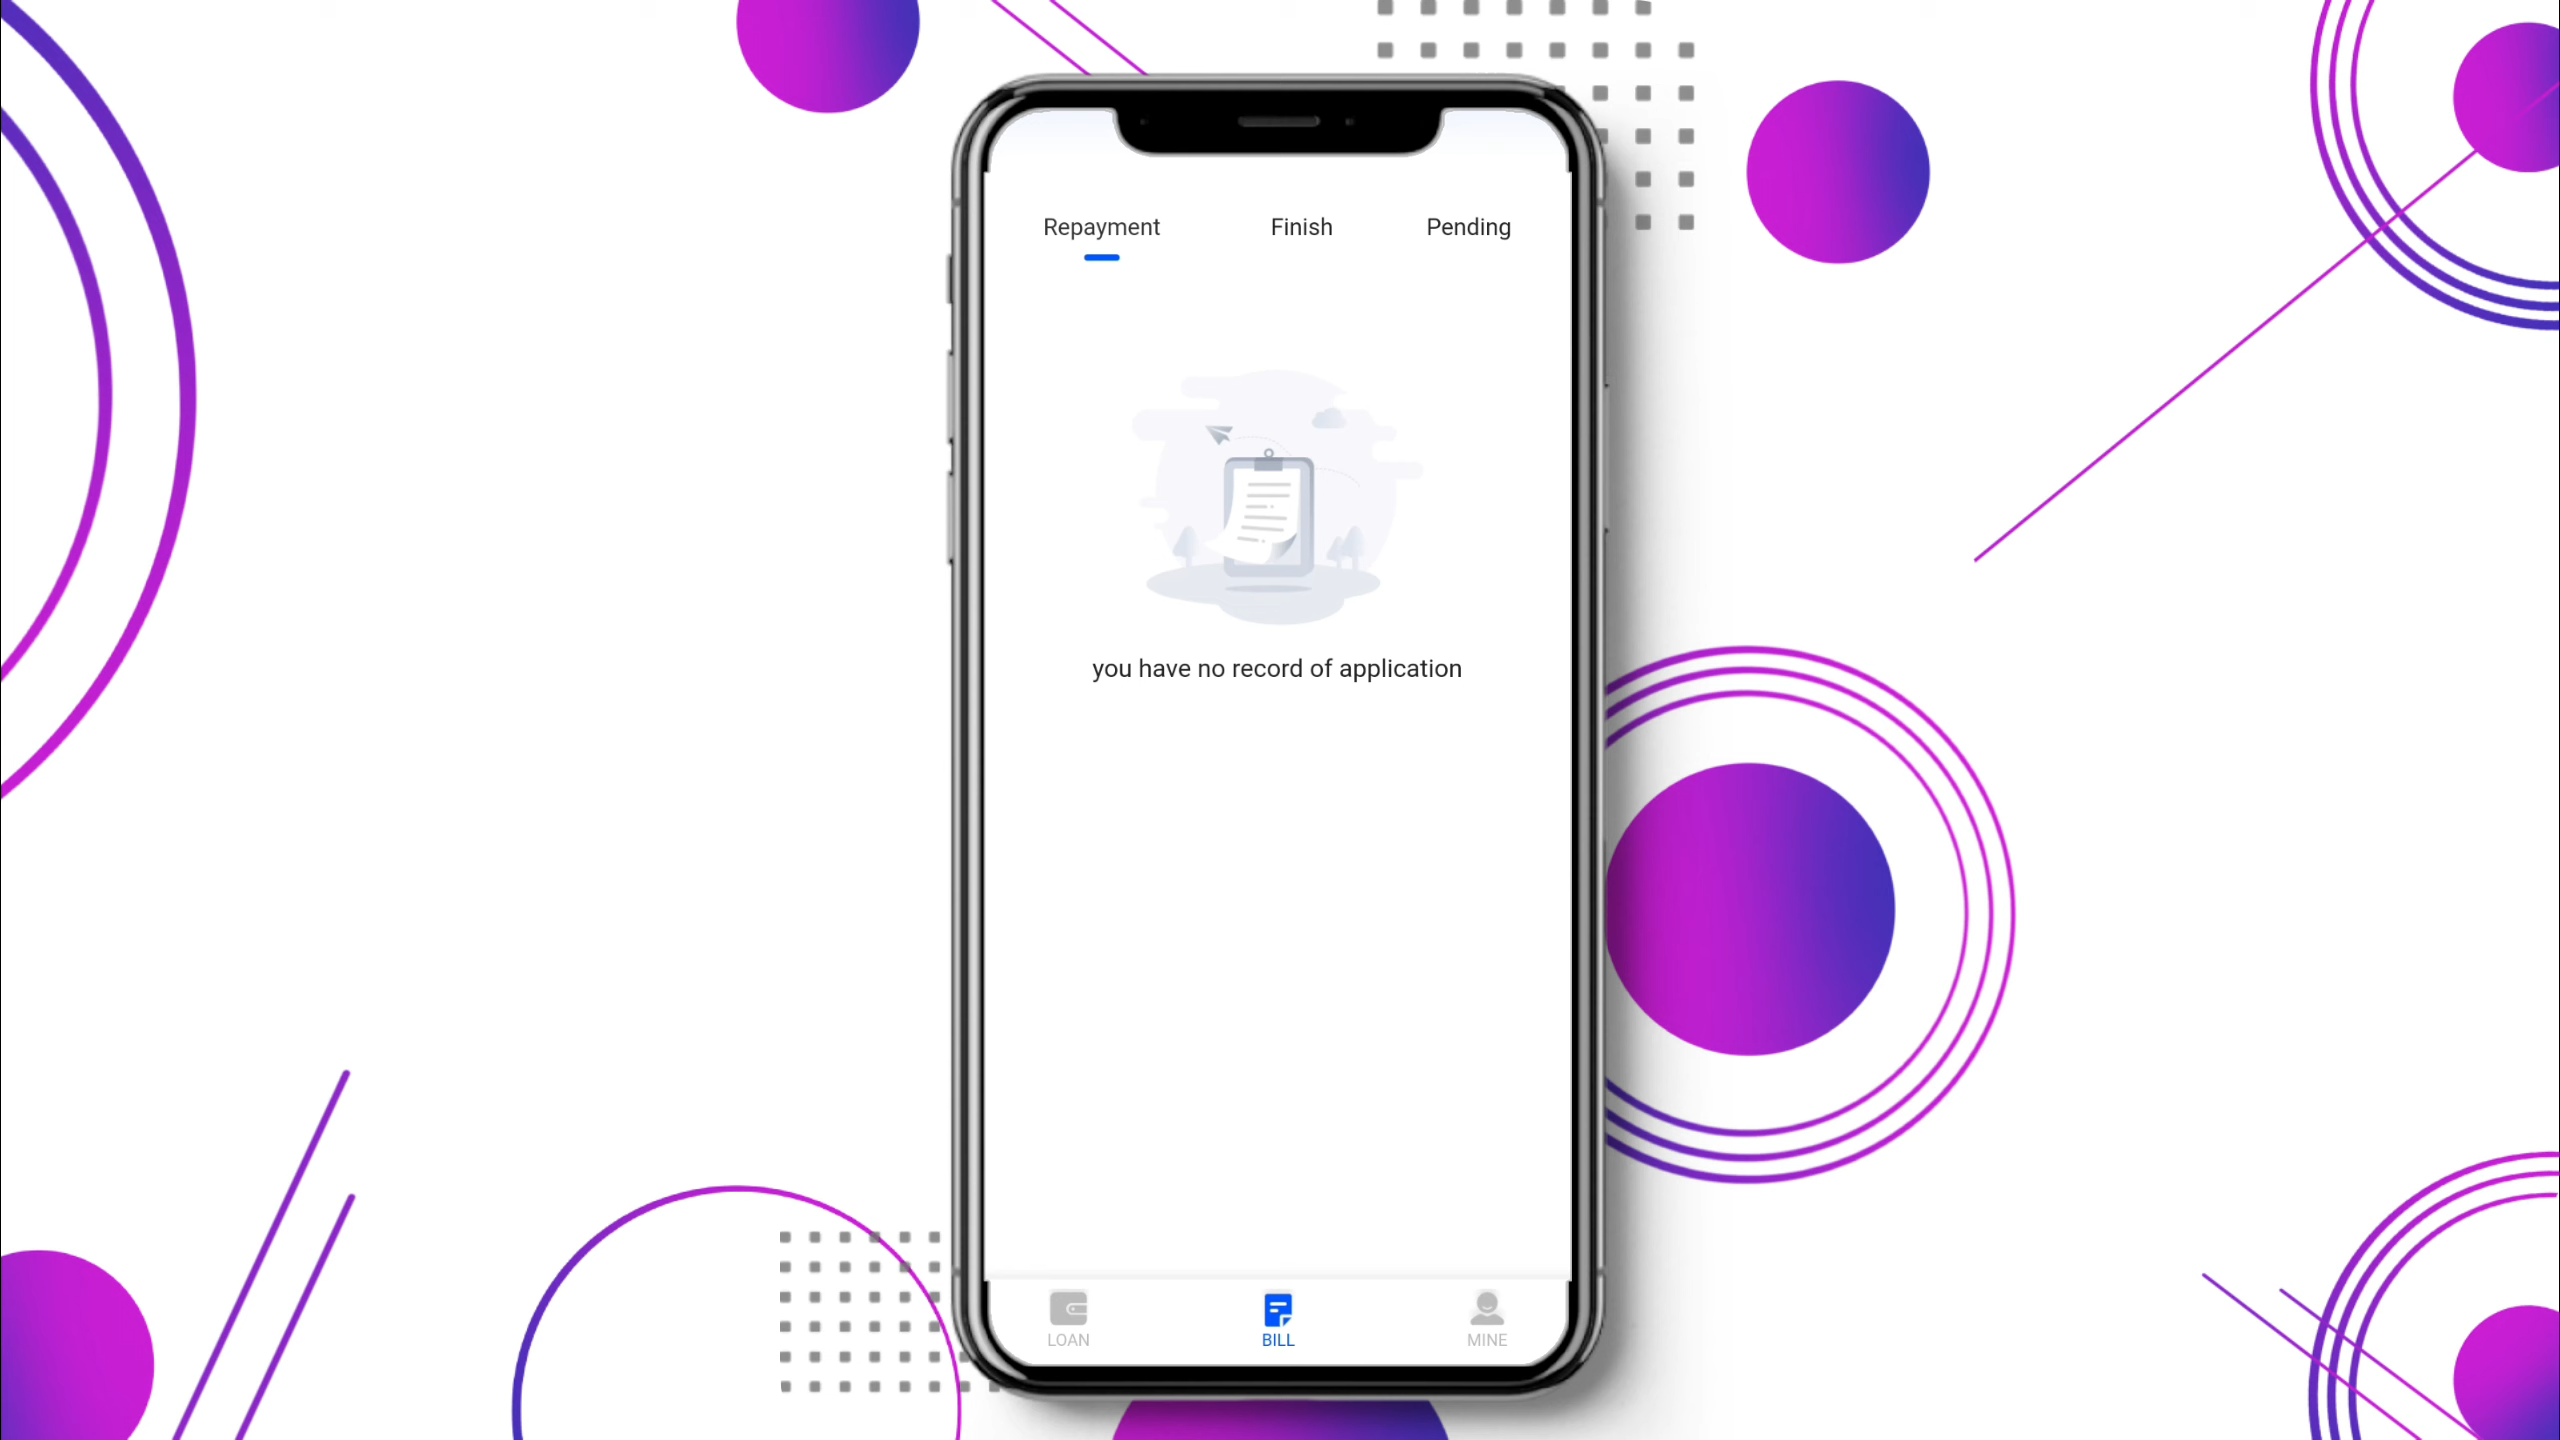 Repayment Finish Pending
you have no record of application
LOAN BILL MINE